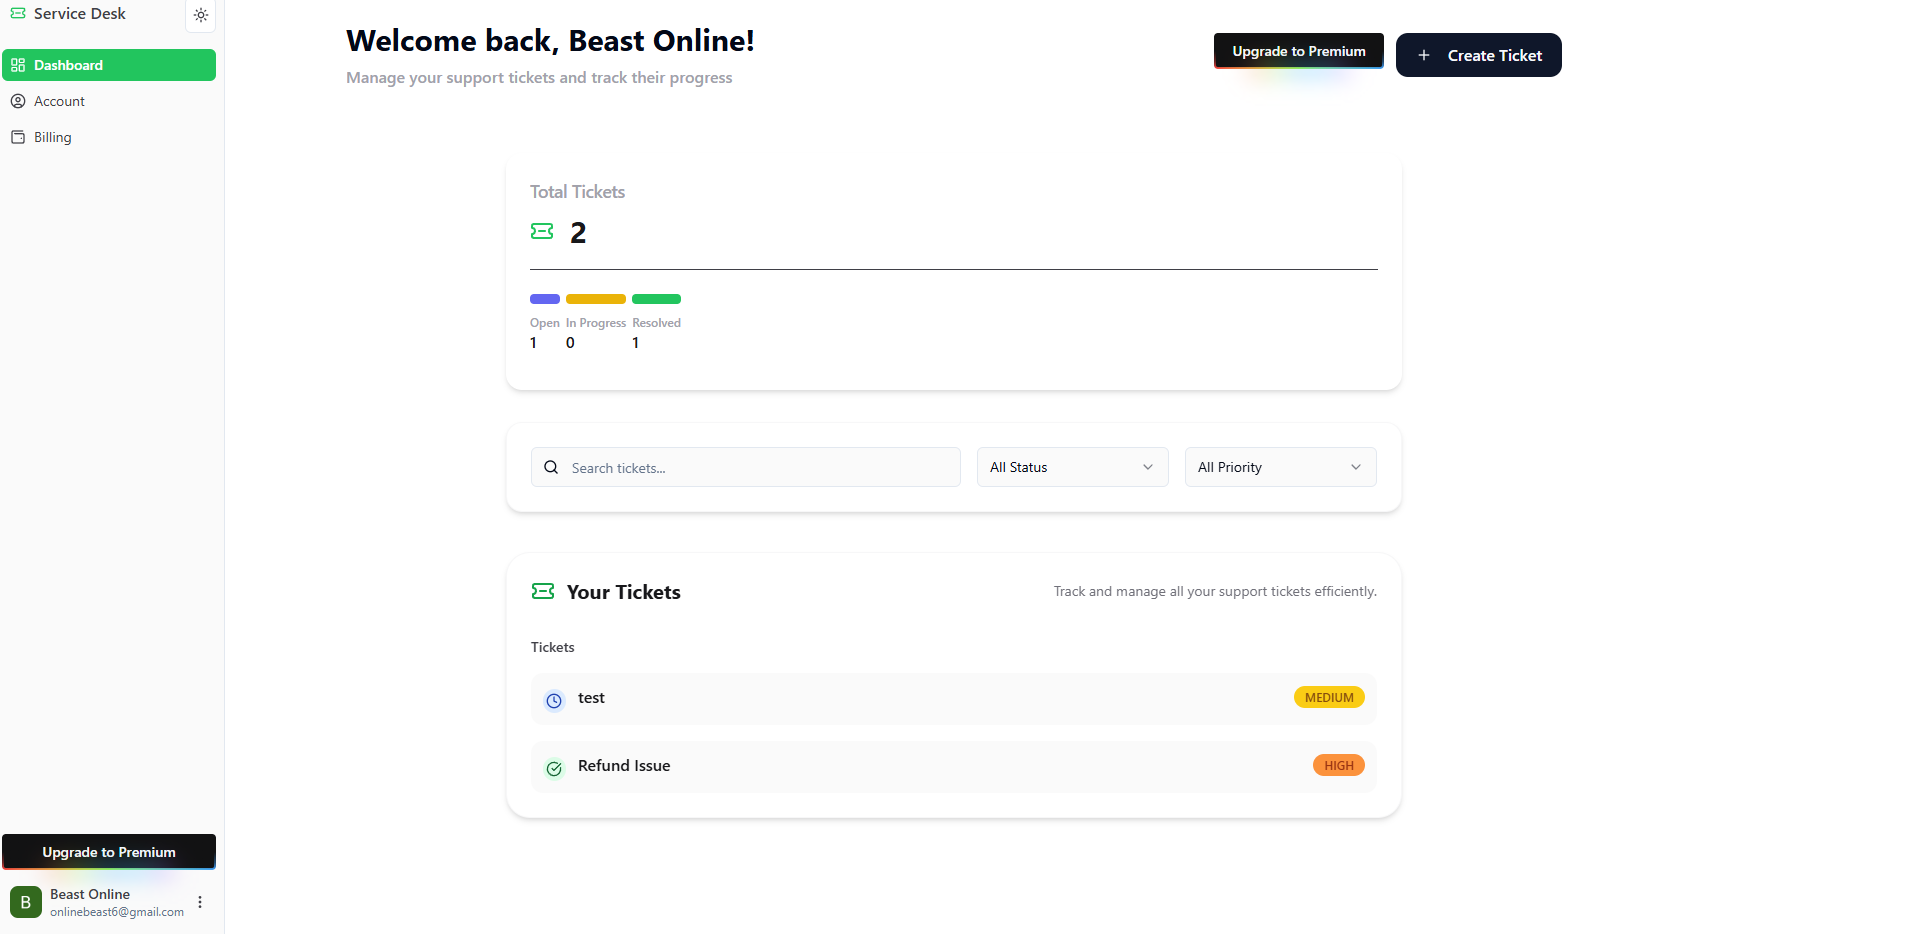 Service Desk
Dashboard
Account
Billing
Upgrade to Premium
B
Beast Online
onlinebeast6@gmail.com
Welcome back, Beast Online!
Manage your support tickets and track their progress
Upgrade to Premium
+ Create Ticket
Total Tickets
2
Open In Progress Resolved
1 0 1
Search tickets...
All Status
All Priority
Your Tickets
Track and manage all your support tickets efficiently.
Tickets
test
MEDIUM
Refund Issue
HIGH